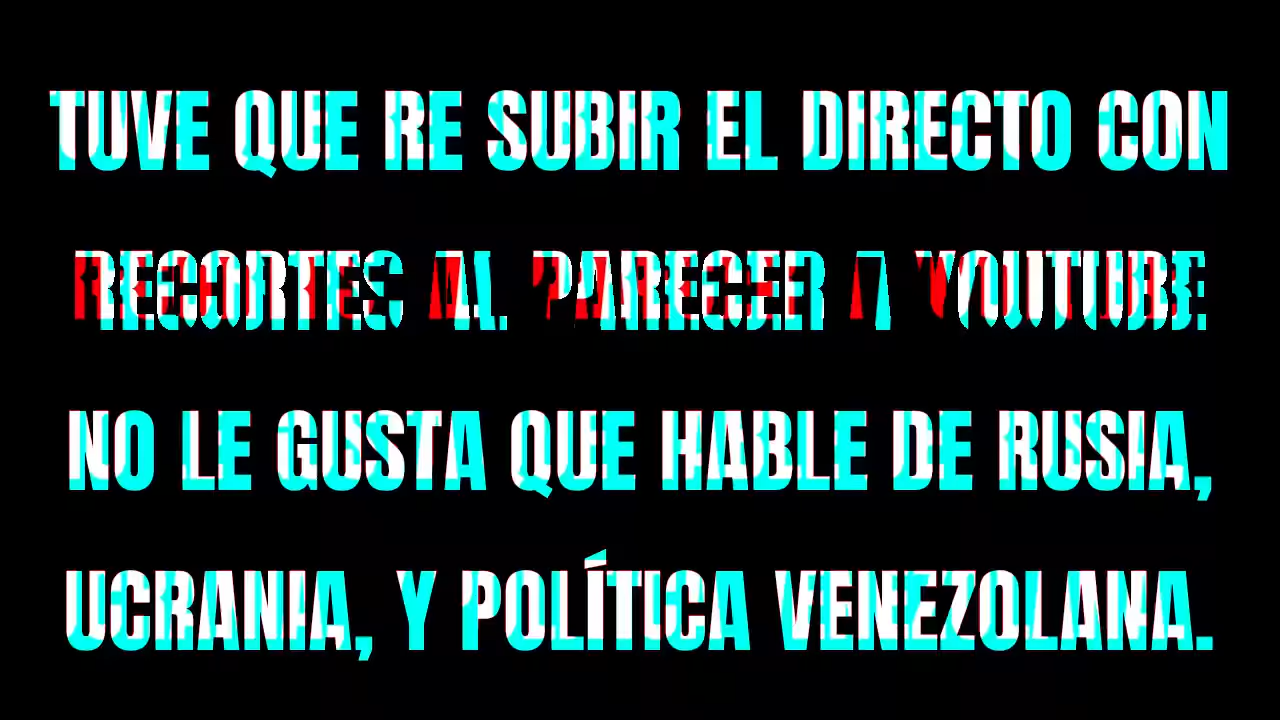 TUVE QUE RE SUBIR EL DIRECTO CON
RECORTES AL PARECER A YOUTUBE
NO LE GUSTA QUE HABLE DE RUSIA,
UCRANIA, Y POLÍTICA VENEZOLANA.